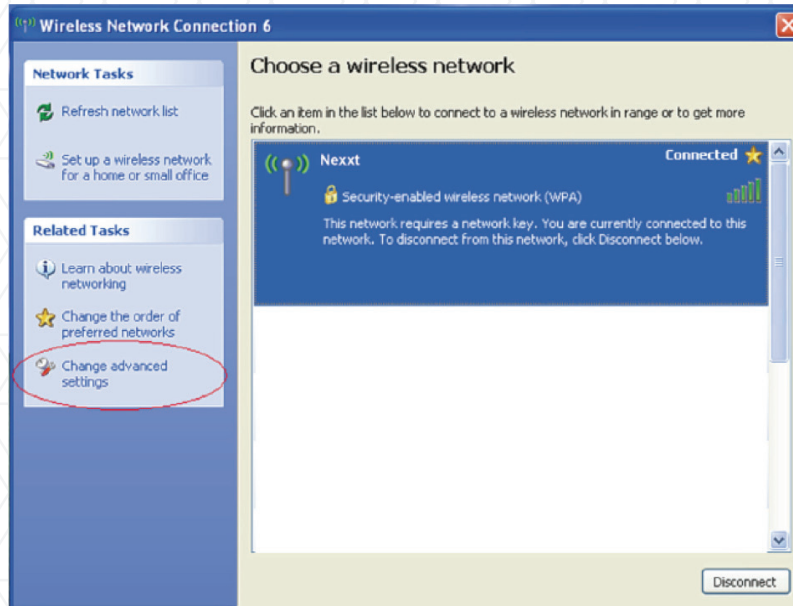 Wireless Network Connection 6
Network Tasks
Refresh network list
Set up a wireless network
for a home or small office
Related Tasks
Learn about wireless
networking
Change the order of
preferred networks
Change advanced
settings
Choose a wireless network
Click an item in the list below to connect to a wireless network in range or to get more
information.
Nexxt
Connected
Security-enabled wireless network (WPA)
This network requires a network key. You are currently connected to this
network. To disconnect from this network, click Disconnect below.
Disconnect